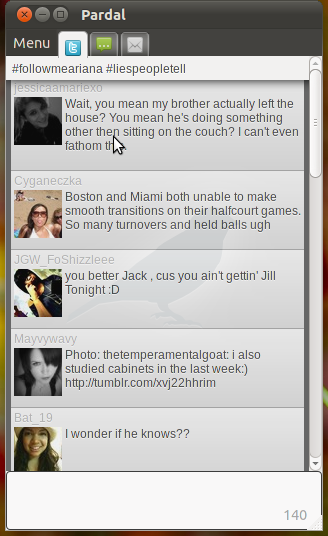 Pardal
Menu
#followmeariana #liespeopletell
jessicaamariexo
Wait, you mean my brother actually left the
house? You mean he's doing something
other then sitting on the couch? I can't even
fathom th
Cyganeczka
Boston and Miami both unable to make
smooth transitions on their halfcourt games.
So many turnovers and held balls ugh
JGW_FoShizzleee
you better Jack , cus you ain't gettin' Jill
Tonight :D
Mayvywavy
Photo: thetemperamentalgoat: i also
studied cabinets in the last week:)
http://tumblr.com/xvj22hhrim
Bat_19
I wonder if he knows??
140